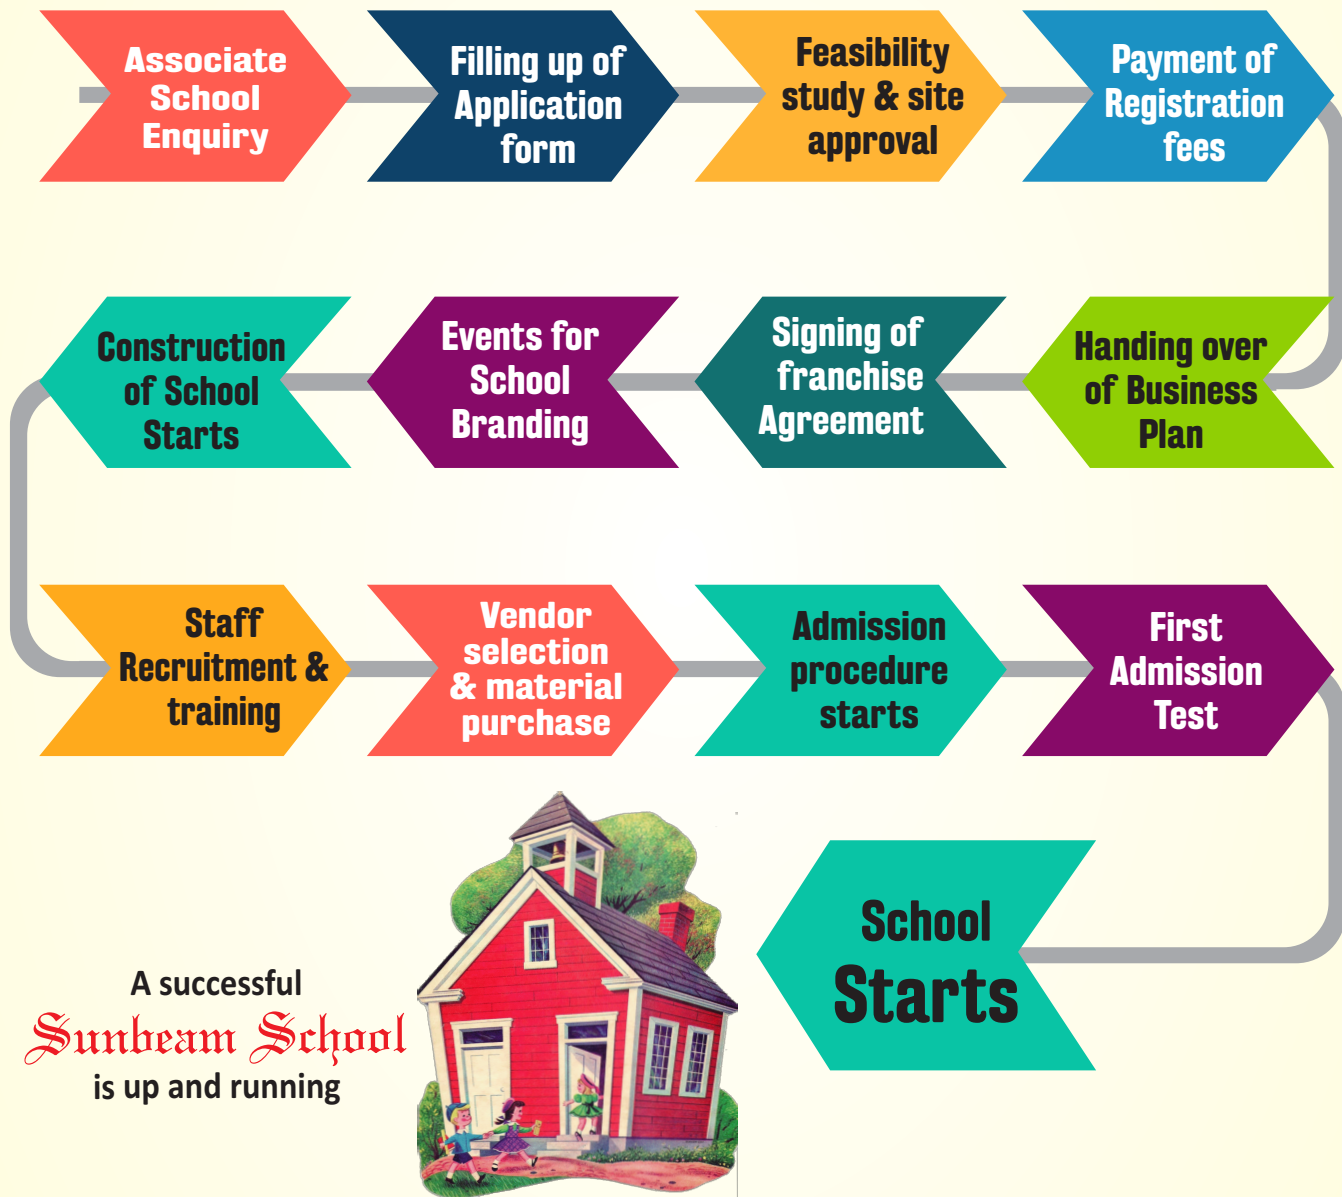 Associate
School
Enquiry
Filling up of
Application
form
Feasibility
study & site
approval
Payment of
Registration
fees
Handing over
of Business
Plan
Signing of
franchise
Agreement
Events for
School
Branding
Construction
of School
Starts
Staff
Recruitment &
training
Vendor
selection
& material
purchase
Admission
procedure
starts
First
Admission
Test
School
Starts
A successful
Sunbeam School
is up and running